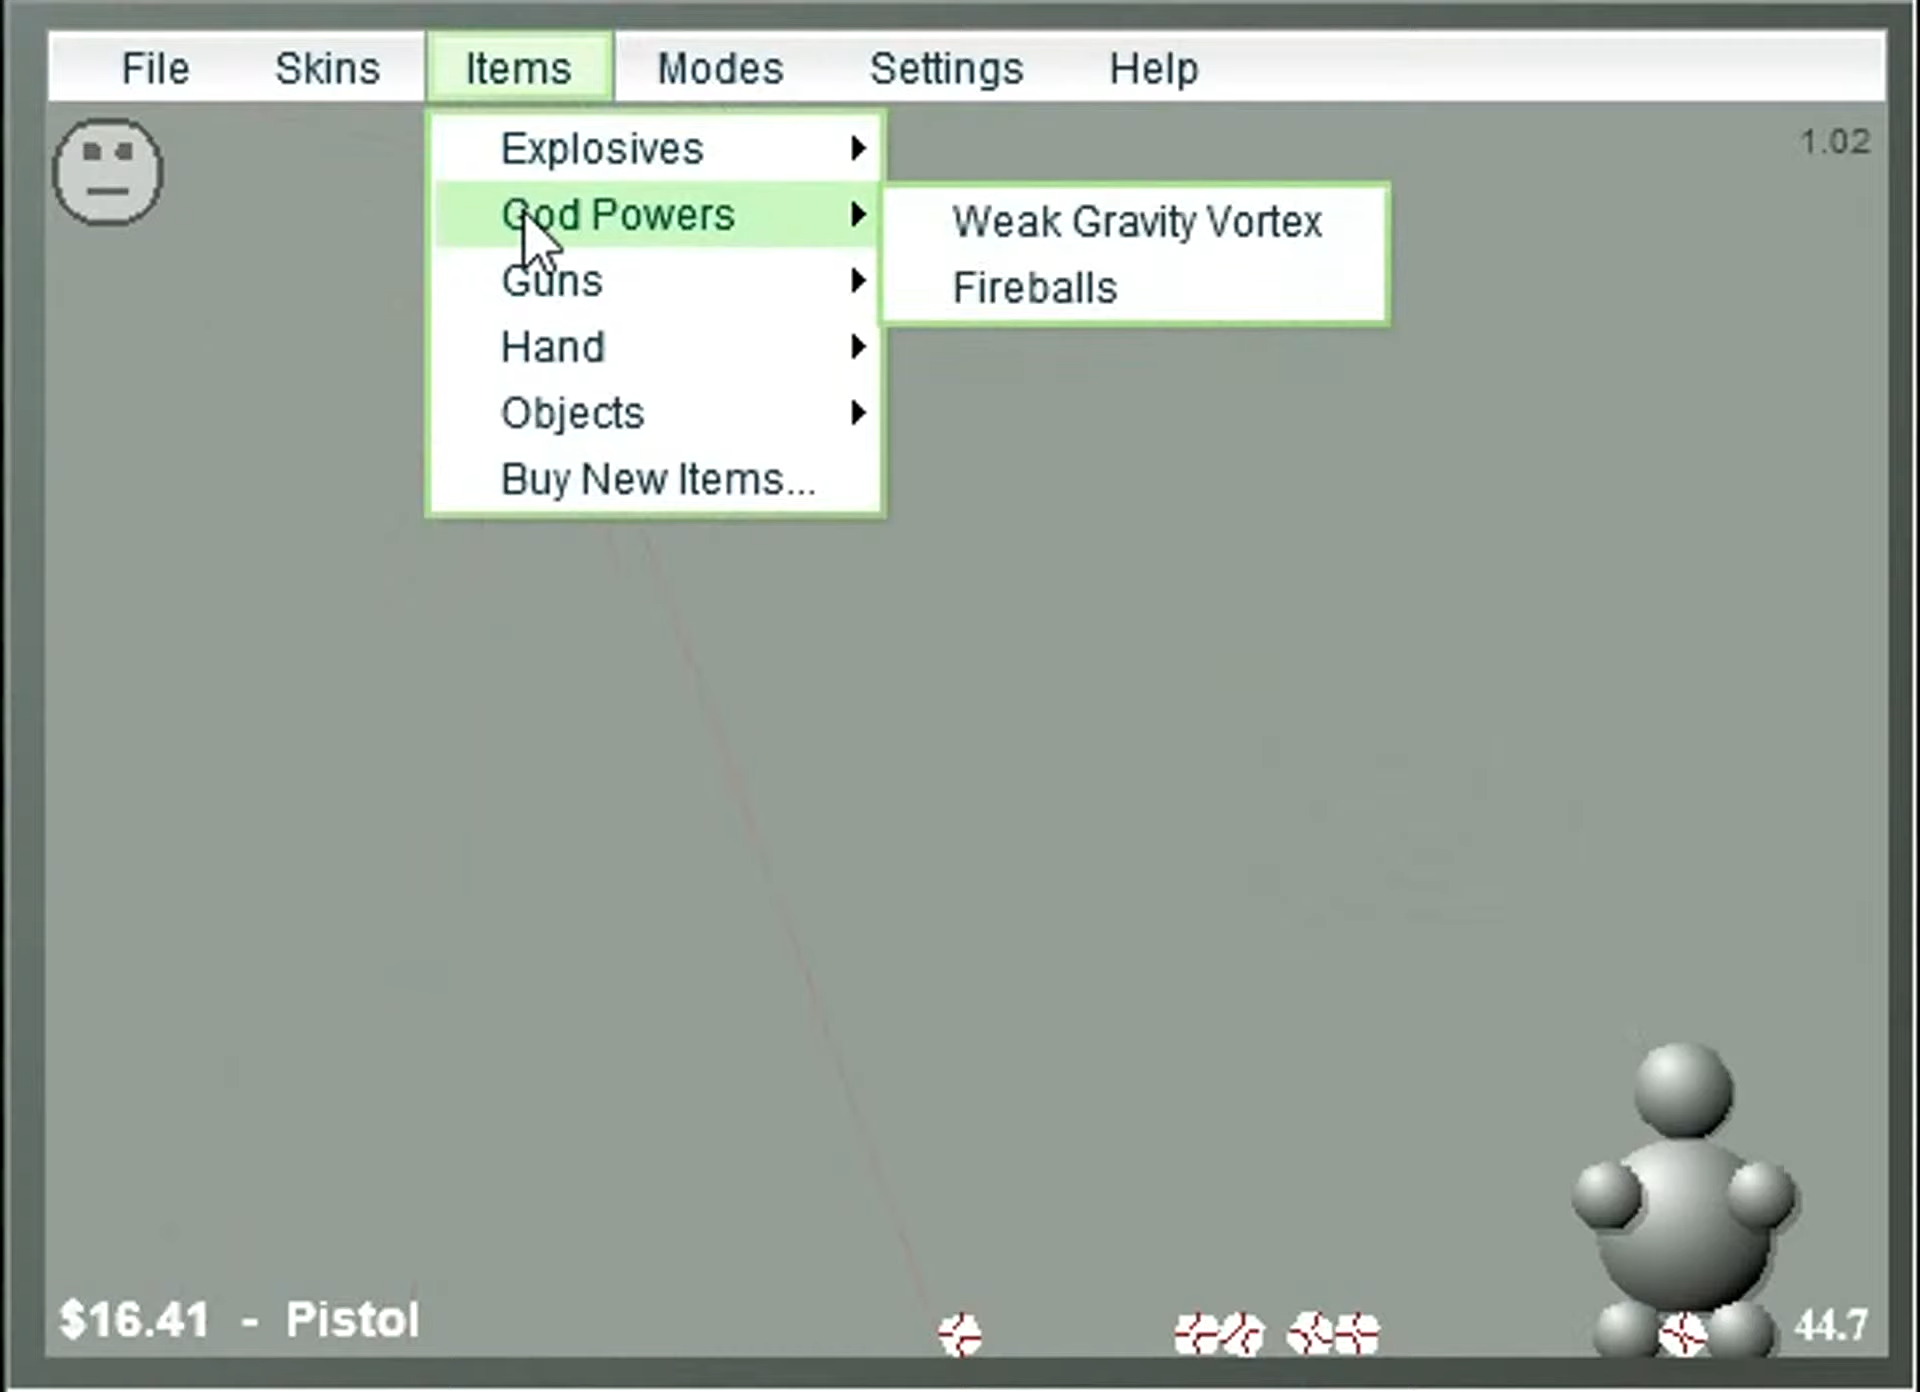 File Skins Items Modes Settings Help
1.02
Explosives
God Powers
Guns
Hand
Objects
Buy New Items...
Weak Gravity Vortex
Fireballs
$16.41 - Pistol
44.7